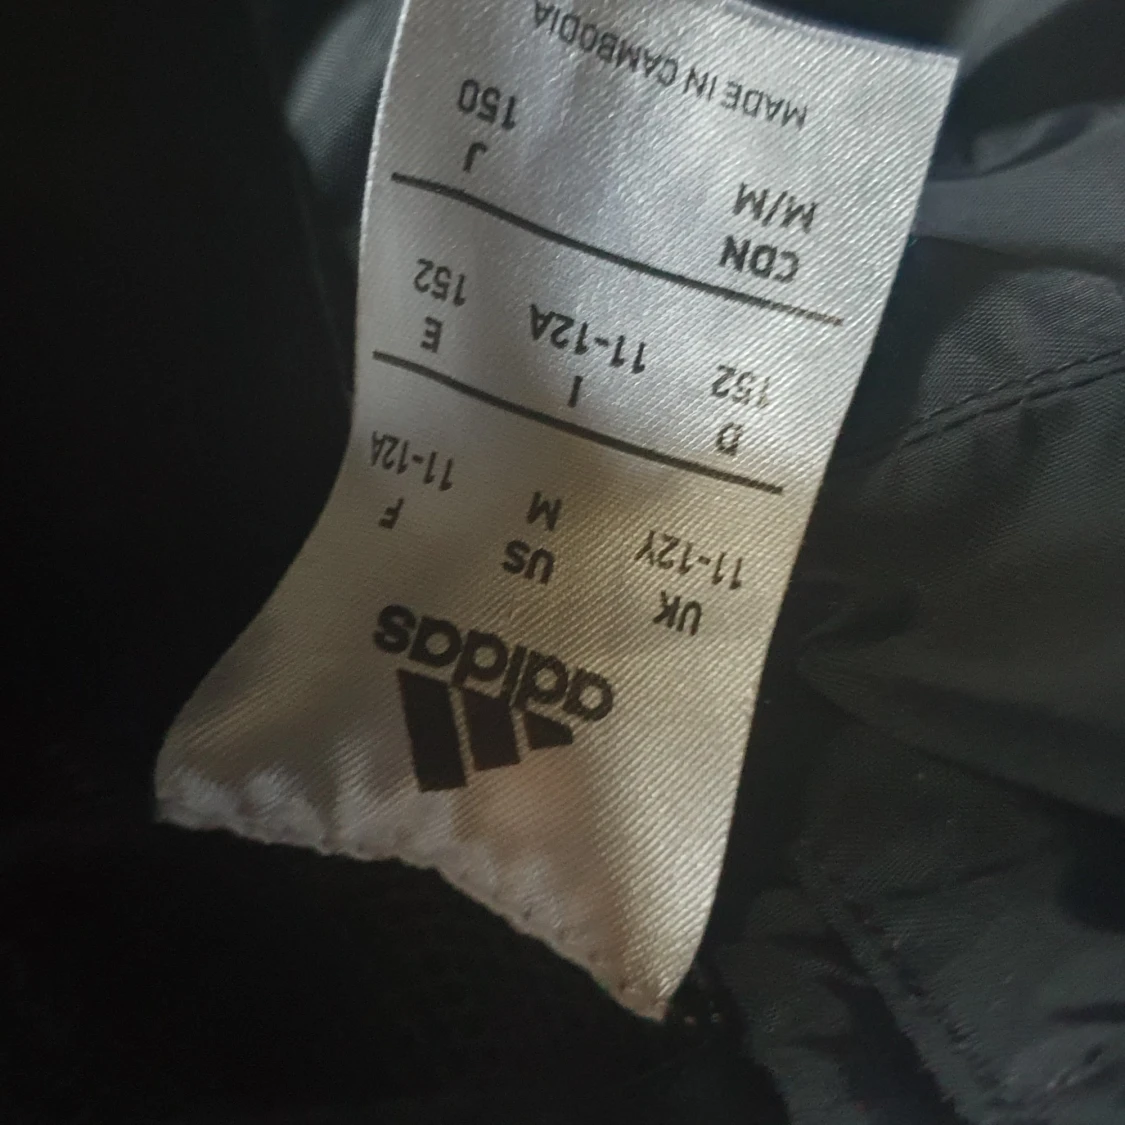 adidas
UK US F
11-12Y M 11-12A
D I E
152 11-12A 152
CDN J
M/M 150
MADE IN CAMBODIA